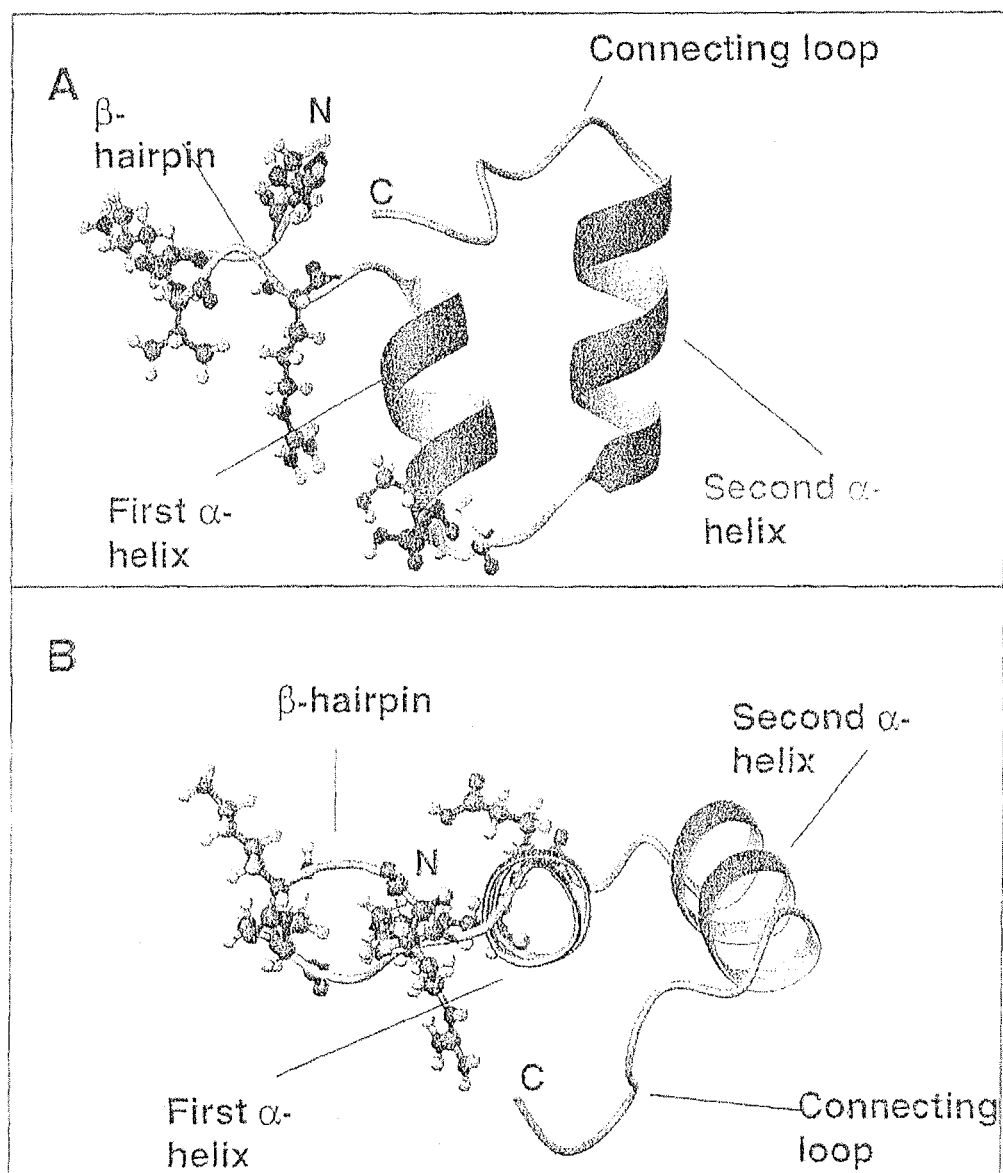 A
Connecting loop
β-
hairpin
N
C
First α-
helix
Second α-
helix
B
β-hairpin
Second α-
helix
N
C
First α-
helix
Connecting
loop